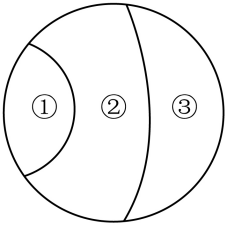 ① ② ③